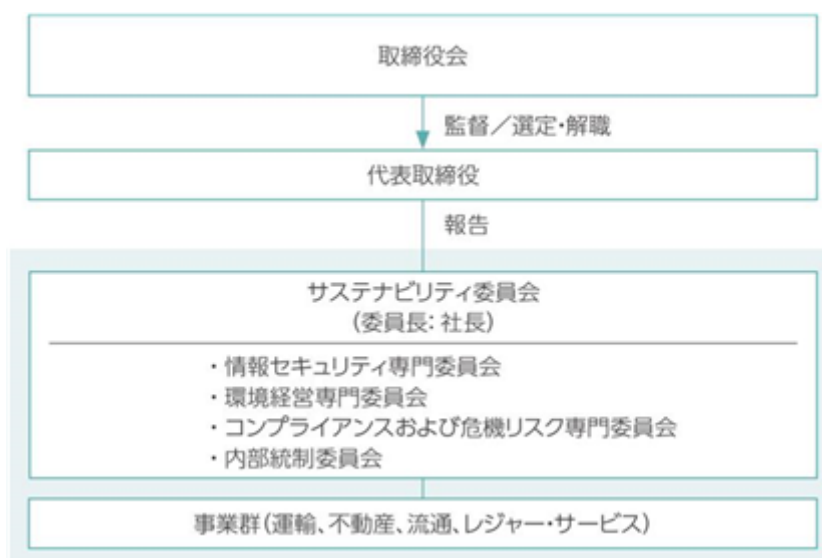 取締役会
監督／選定・解職
代表取締役
報告
サステナビリティ委員会
(委員長: 社長)
・情報セキュリティ専門委員会
・環境経営専門委員会
・コンプライアンスおよび危機リスク専門委員会
・内部統制委員会
事業群(運輸、不動産、流通、レジャー・サービス)